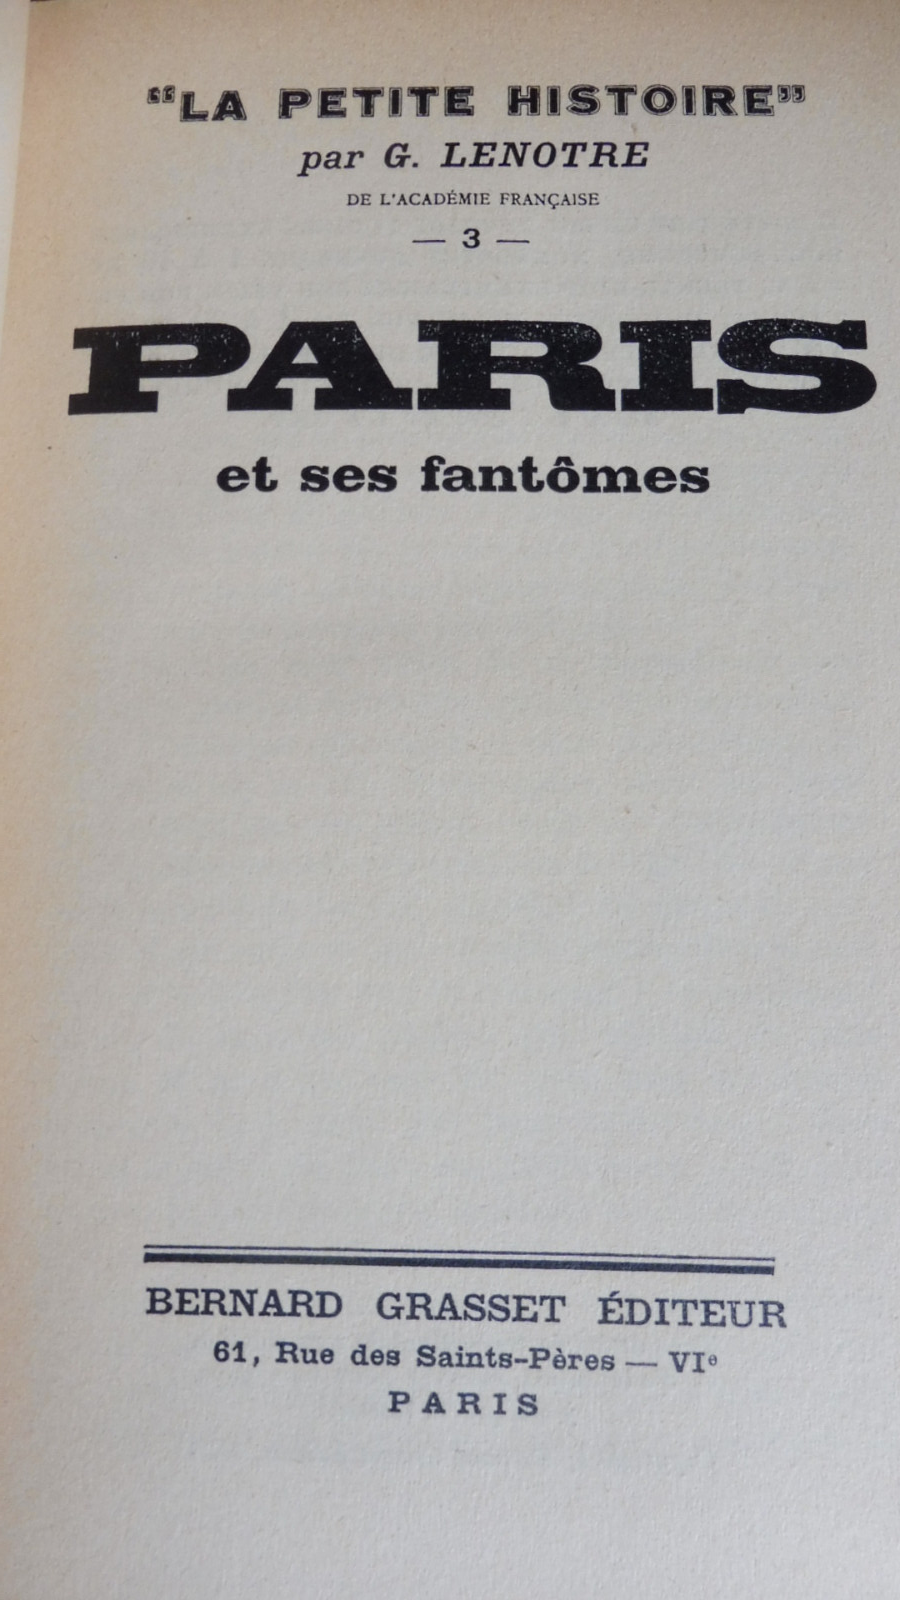 “LA PETITE HISTOIRE”
par G. LENOTRE
DE L'ACADÉMIE FRANÇAISE
— 3 —
PARIS
et ses fantômes
BERNARD GRASSET ÉDITEUR
61, Rue des Saints-Pères — VIᵉ
PARIS